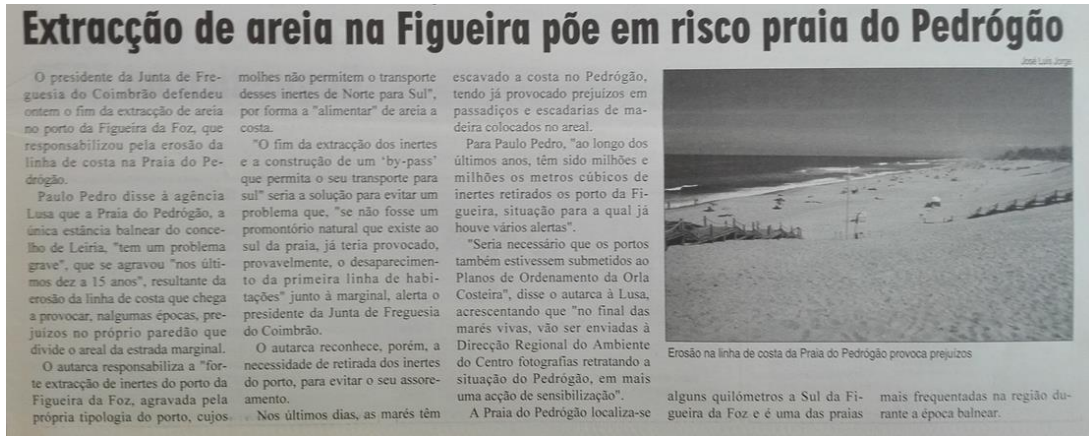 Extracção de areia na Figueira põe em risco praia do Pedrógão
José Luís Jorge
O presidente da Junta de Fre-
guesia do Coimbrão defendeu
ontem o fim da extracção de areia
no porto da Figueira da Foz, que
responsabilizou pela erosão da
linha de costa na Praia do Pe-
drógão.
Paulo Pedro disse à agência
Lusa que a Praia do Pedrógão, a
única estância balnear do conce-
lho de Leiria, "tem um problema
grave", que se agravou "nos últi-
mos dez a 15 anos", resultante da
erosão da linha de costa que chega
a provocar, nalgumas épocas, pre-
juízos no próprio paredão que
divide o areal da estrada marginal.
O autarca responsabiliza a "for-
te extracção de inertes do porto da
Figueira da Foz, agravada pela
própria tipologia do porto, cujos
molhes não permitem o transporte
desses inertes de Norte para Sul",
por forma a "alimentar" de areia a
costa.
"O fim da extracção dos inertes
e a construção de um 'by-pass'
que permita o seu transporte para
sul" seria a solução para evitar um
problema que, "se não fosse um
promontório natural que existe ao
sul da praia, já teria provocado,
provavelmente, o desaparecimen-
to da primeira linha de habi-
tações" junto à marginal, alerta o
presidente da Junta de Freguesia
do Coimbrão.
O autarca reconhece, porém, a
necessidade de retirada dos inertes
do porto, para evitar o seu assore-
amento.
Nos últimos dias, as marés têm
escavado a costa no Pedrógão,
tendo já provocado prejuízos em
passadiços e escadarias de ma-
deira colocados no areal.
Para Paulo Pedro, "ao longo dos
últimos anos, têm sido milhões e
milhões os metros cúbicos de
inertes retirados os porto da Fi-
gueira, situação para a qual já
houve vários alertas".
"Seria necessário que os portos
também estivessem submetidos ao
Planos de Ordenamento da Orla
Costeira", disse o autarca à Lusa,
acrescentando que "no final das
marés vivas, vão ser enviadas à
Direcção Regional do Ambiente
do Centro fotografias retratando a
situação do Pedrógão, em mais
uma acção de sensibilização".
A Praia do Pedrógão localiza-se
Erosão na linha de costa da Praia do Pedrógão provoca prejuízos
alguns quilómetros a Sul da Fi-
gueira da Foz e é uma das praias
mais frequentadas na região du-
rante a época balnear.